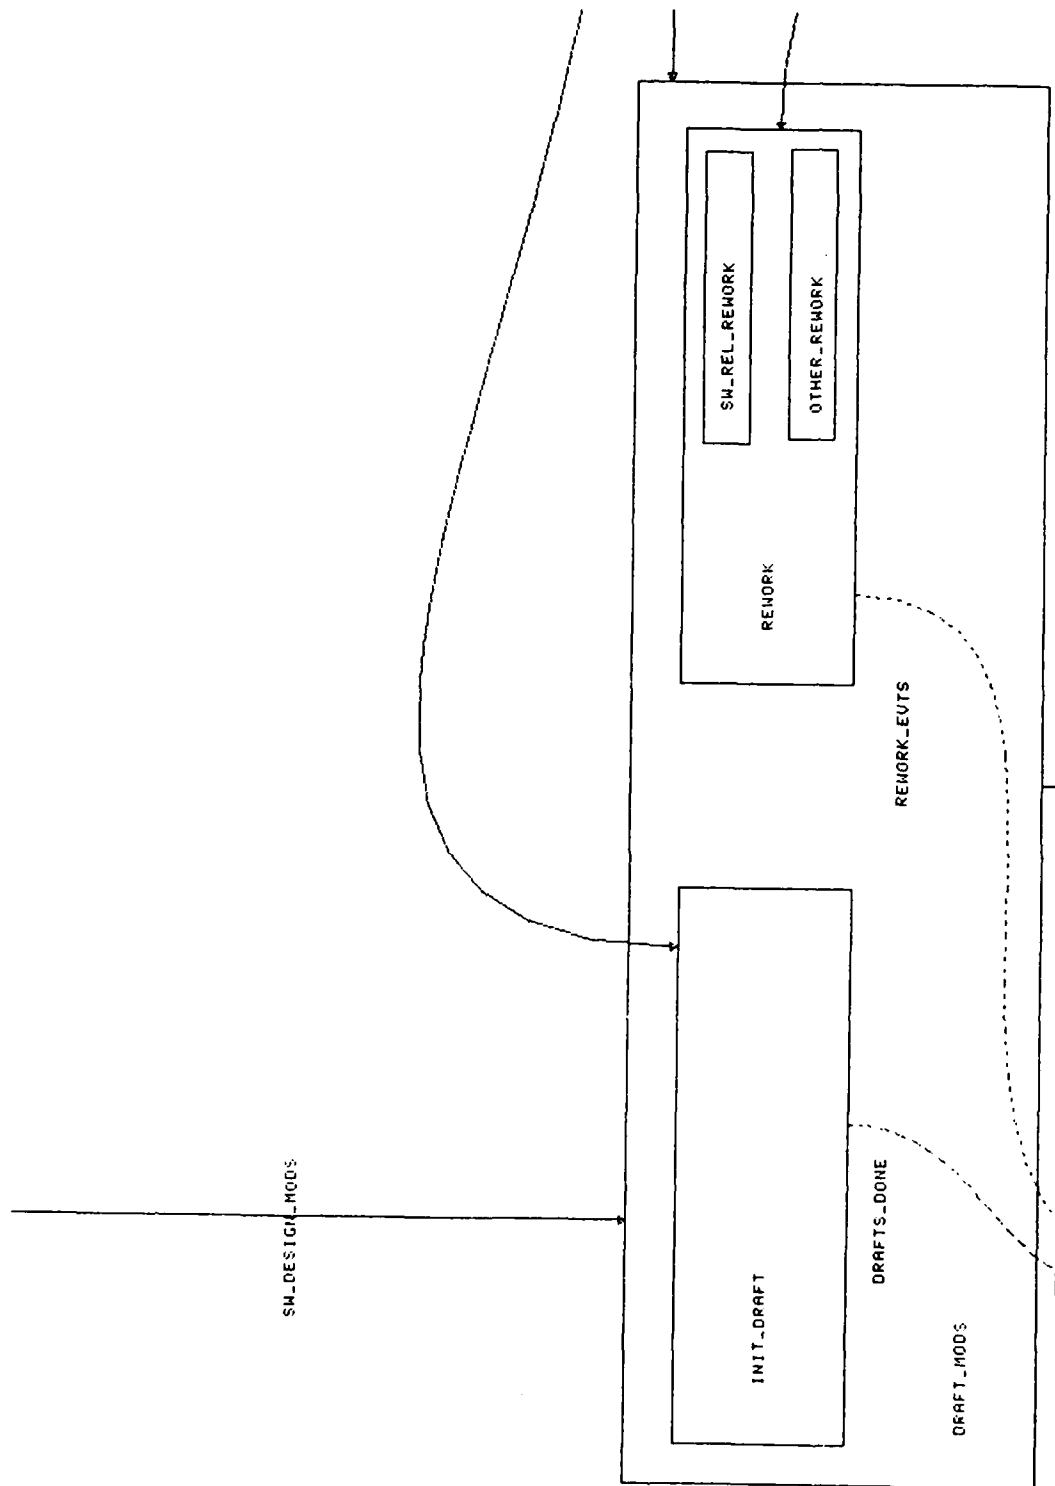 SW_DESIGN_MODS
SW_REL_REWORK
OTHER_REWORK
REWORK
REWORK_EVTS
INIT_DRAFT
DRAFTS_DONE
DRAFT_MODS